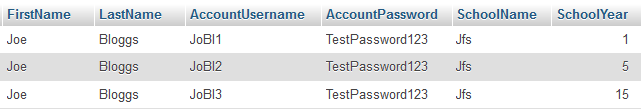 FirstName LastName AccountUsername AccountPassword SchoolName SchoolYear
Joe Bloggs JoBl1 TestPassword123 Jfs 1
Joe Bloggs JoBl2 TestPassword123 Jfs 5
Joe Bloggs JoBl3 TestPassword123 Jfs 15